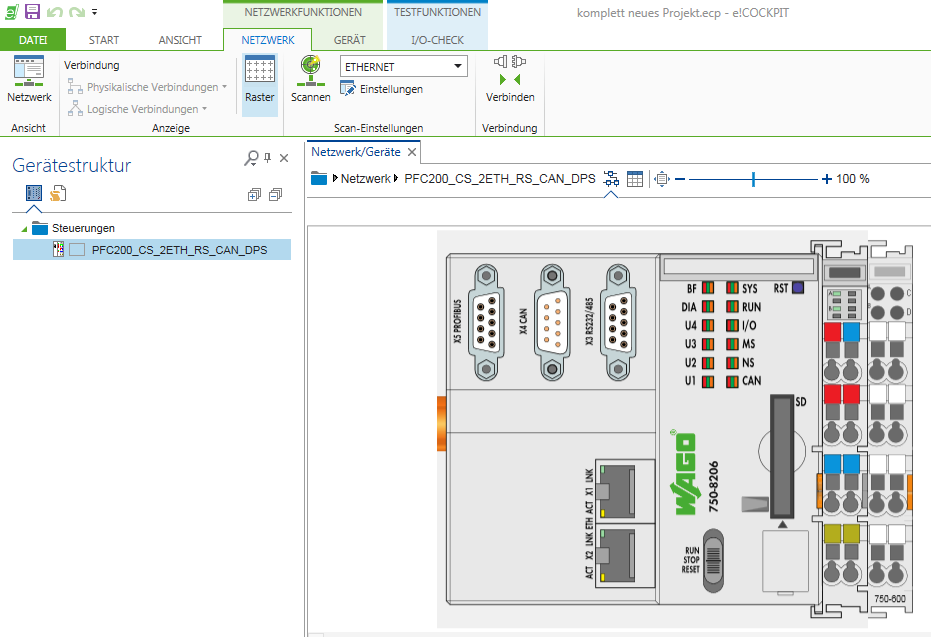 NETZWERKFUNKTIONEN TESTFUNKTIONEN komplett neues Projekt.ecp - e!COCKPIT
DATEI START ANSICHT NETZWERK GERÄT I/O-CHECK
Verbindung
Physikalische Verbindungen
Logische Verbindungen
ETHERNET
Einstellungen
Netzwerk Raster Scannen Verbinden
Ansicht Anzeige Scan-Einstellungen Verbindung
Gerätestruktur
Netzwerk/Geräte
Netzwerk PFC200_CS_2ETH_RS_CAN_DPS 100 %
Steuerungen
PFC200_CS_2ETH_RS_CAN_DPS
X5 PROFIBUS
X4 CAN
X3 RS232/485
BF SYS RST
DIA RUN
U4 I/O
U3 MS
U2 NS
U1 CAN
SD
WAGO
750-8206
ACT X1 LNK
ETH
ACT X2 LNK
RUN
STOP
RESET
A C
B D
750-600